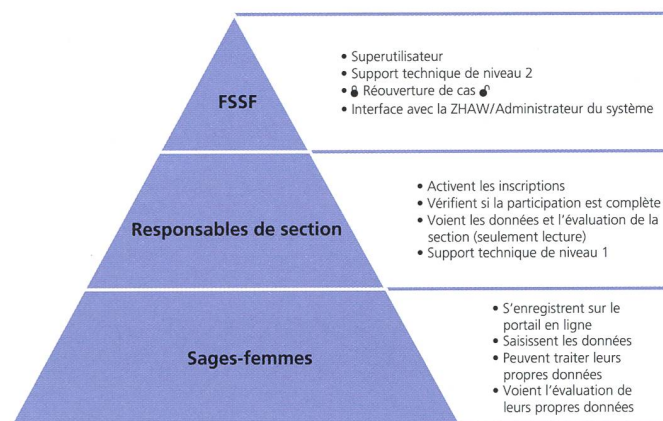 FSSF
• Superutilisateur
• Support technique de niveau 2
• 🔒 Réouverture de cas 🔓
• Interface avec la ZHAW/Administrateur du système
Responsables de section
• Activent les inscriptions
• Vérifient si la participation est complète
• Voient les données et l'évaluation de la
section (seulement lecture)
• Support technique de niveau 1
Sages-femmes
• S'enregistrent sur le
portail en ligne
• Saisissent les données
• Peuvent traiter leurs
propres données
• Voient l'évaluation de
leurs propres données